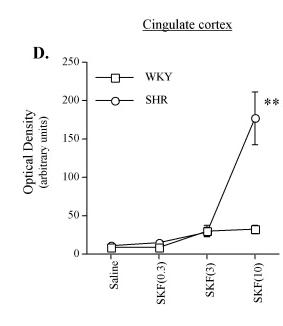 Cingulate cortex
D.
250
200
150
100
50
0
Optical Density
(arbitrary units)
WKY
SHR
**
Saline
SKF(0.3)
SKF(3)
SKF(10)